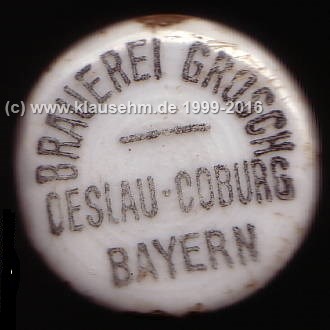 BRAUEREI GROSCH
(c) www.klausehm.de 1999-2016
OESLAU-COBURG
BAYERN